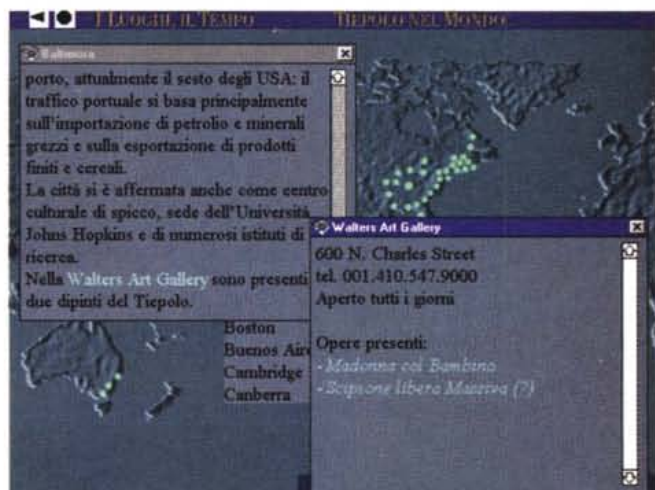 I LUOGHI, IL TEMPO
TIEPOLO NEL MONDO
Baltimora
porto, attualmente il sesto degli USA: il
traffico portuale si basa principalmente
sull'importazione di petrolio e minerali
grezzi e sulla esportazione di prodotti
finiti e cereali.
La città si è affermata anche come centro
culturale di spicco, sede dell'Università
Johns Hopkins e di numerosi istituti di
ricerca.
Nella Walters Art Gallery sono presenti
due dipinti del Tiepolo.
Boston
Buenos Aire
Cambridge
Canberra
Walters Art Gallery
600 N. Charles Street
tel. 001.410.547.9000
Aperto tutti i giorni
Opere presenti:
-Madonna col Bambino
-Scipione libera Massiva (?)